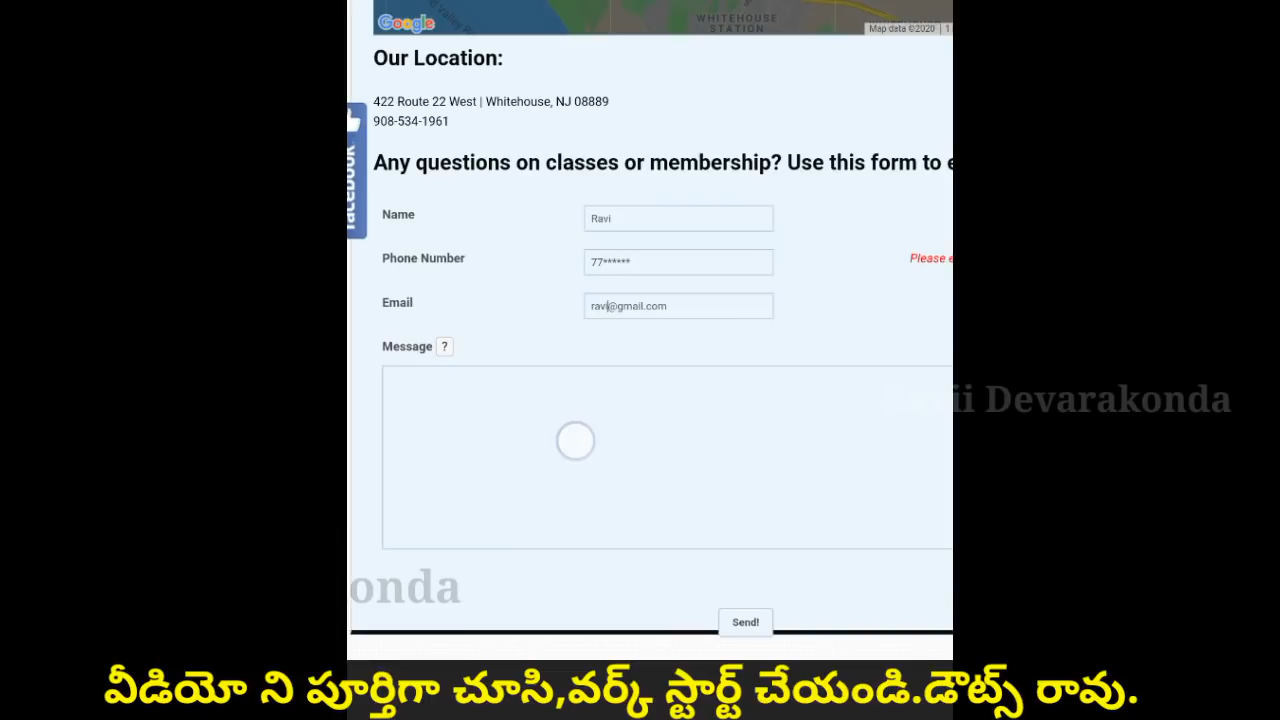 Google
WHITEHOUSE
STATION
Map data ©2020
Our Location:
422 Route 22 West | Whitehouse, NJ 08889
908-534-1961
facebook
Any questions on classes or membership? Use this form to e
Name
Ravi
Phone Number
77******
Please e
Email
ravi@gmail.com
Message ?
Devarakonda
onda
Send!
వీడియో ని పూర్తిగా చూసి,వర్క్ స్టార్ట్ చేయండి.డౌట్స్ రావు.